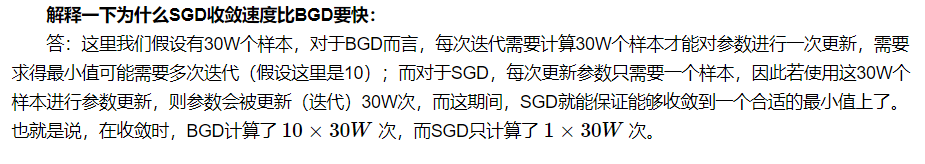 解释一下为什么SGD收敛速度比BGD要快：
答：这里我们假设有30W个样本，对于BGD而言，每次迭代需要计算30W个样本才能对参数进行一次更新，需要
求得最小值可能需要多次迭代（假设这里是10）；而对于SGD，每次更新参数只需要一个样本，因此若使用这30W个
样本进行参数更新，则参数会被更新（迭代）30W次，而这期间，SGD就能保证能够收敛到一个合适的最小值上了。
也就是说，在收敛时，BGD计算了 10 × 30W 次，而SGD只计算了 1 × 30W 次。